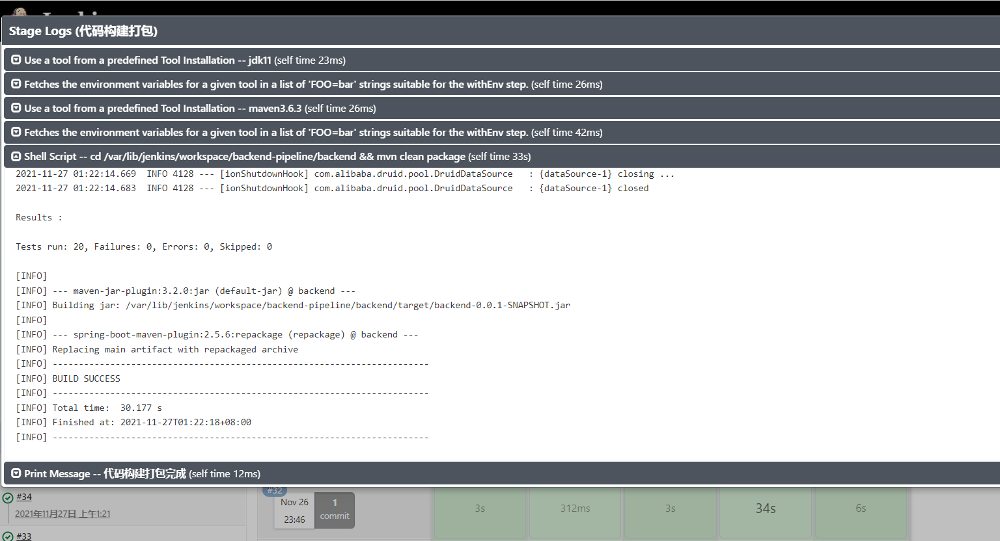 Stage Logs (代码构建打包)
Use a tool from a predefined Tool Installation -- jdk11 (self time 23ms)
Fetches the environment variables for a given tool in a list of 'FOO=bar' strings suitable for the withEnv step. (self time 26ms)
Use a tool from a predefined Tool Installation -- maven3.6.3 (self time 26ms)
Fetches the environment variables for a given tool in a list of 'FOO=bar' strings suitable for the withEnv step. (self time 42ms)
Shell Script -- cd /var/lib/jenkins/workspace/backend-pipeline/backend && mvn clean package (self time 33s)
2021-11-27 01:22:14.669  INFO 4128 --- [ionShutdownHook] com.alibaba.druid.pool.DruidDataSource   : {dataSource-1} closing ...
2021-11-27 01:22:14.683  INFO 4128 --- [ionShutdownHook] com.alibaba.druid.pool.DruidDataSource   : {dataSource-1} closed
Results :
Tests run: 20, Failures: 0, Errors: 0, Skipped: 0
[INFO]
[INFO] --- maven-jar-plugin:3.2.0:jar (default-jar) @ backend ---
[INFO] Building jar: /var/lib/jenkins/workspace/backend-pipeline/backend/target/backend-0.0.1-SNAPSHOT.jar
[INFO]
[INFO] --- spring-boot-maven-plugin:2.5.6:repackage (repackage) @ backend ---
[INFO] Replacing main artifact with repackaged archive
[INFO] ------------------------------------------------------------------------
[INFO] BUILD SUCCESS
[INFO] ------------------------------------------------------------------------
[INFO] Total time:  30.177 s
[INFO] Finished at: 2021-11-27T01:22:18+08:00
[INFO] ------------------------------------------------------------------------
Print Message -- 代码构建打包完成 (self time 12ms)
#34
2021年11月27日 上午1:21
#33
#32
Nov 26
23:46
1
commit
3s
312ms
3s
34s
6s